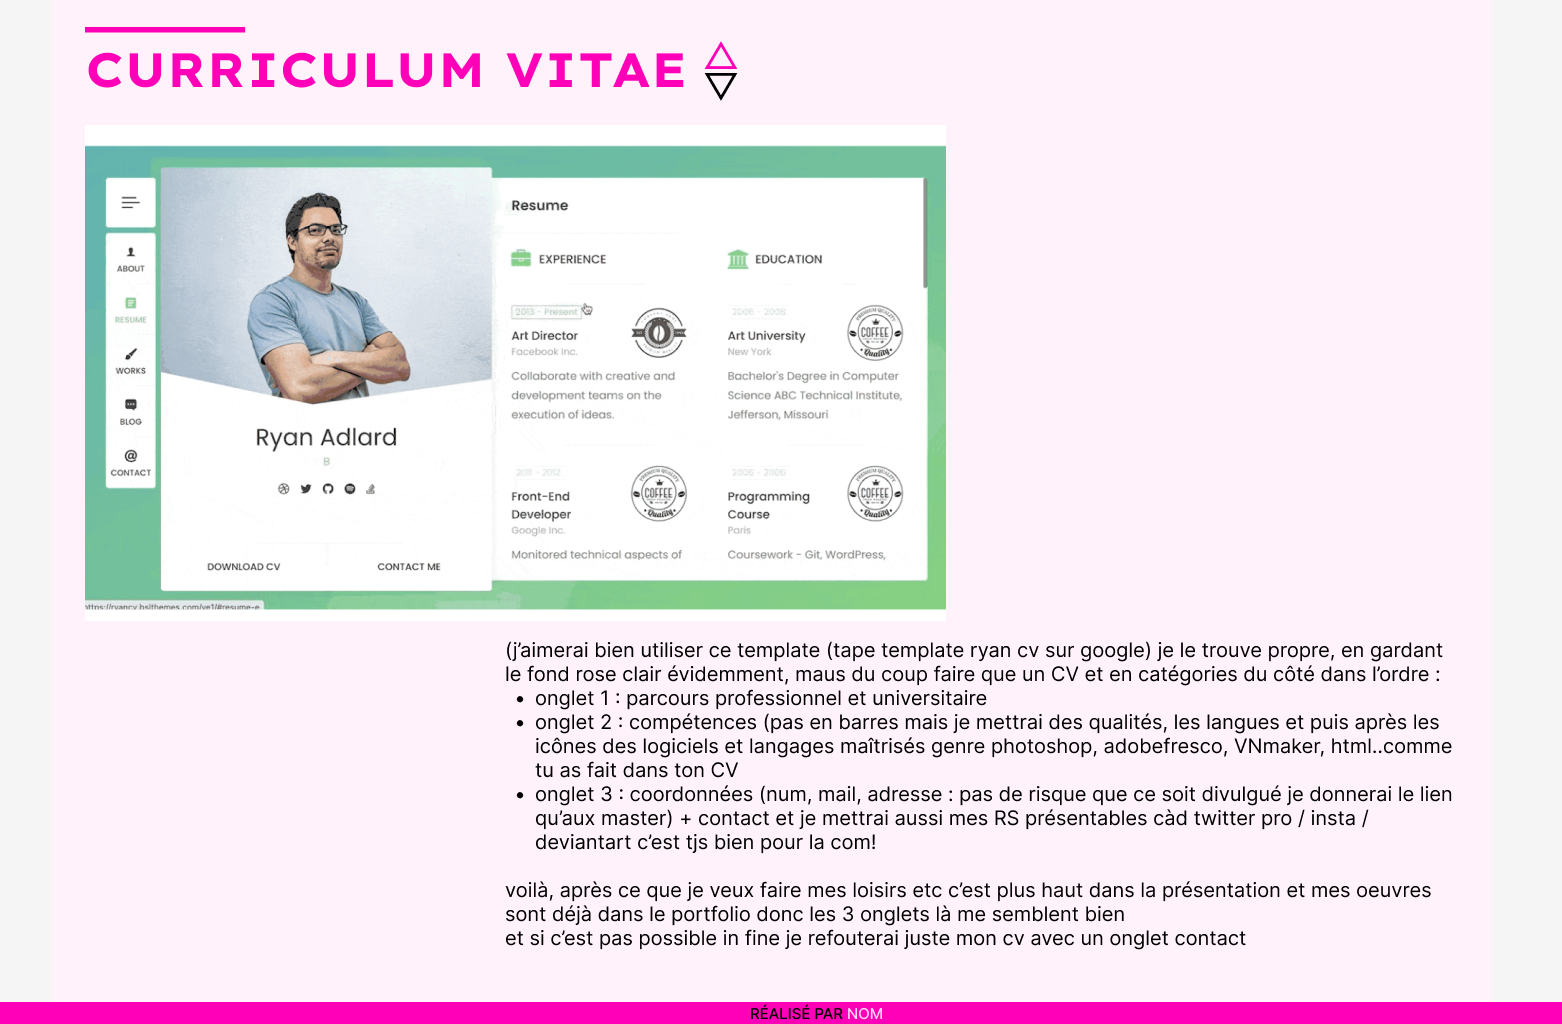 CURRICULUM VITAE
Resume
EXPERIENCE
EDUCATION
ABOUT
RESUME
WORKS
BLOG
CONTACT
2013 - Present
Art Director
Facebook Inc.
Collaborate with creative and
development teams on the
execution of ideas.
Art University
New York
Bachelor's Degree in Computer
Science ABC Technical Institute,
Jefferson, Missouri
PREMIUM QUALITY
COFFEE
Quality
Ryan Adlard
B
DOWNLOAD CV
CONTACT ME
2011 - 2012
Front-End
Developer
Google Inc.
Monitored technical aspects of
PREMIUM QUALITY
COFFEE
Quality
Programming
Course
Paris
Coursework - Git, WordPress,
PREMIUM QUALITY
COFFEE
Quality
https://ryancv.bslthemes.com/ve1/#resume-e
(j’aimerai bien utiliser ce template (tape template ryan cv sur google) je le trouve propre, en gardant
le fond rose clair évidemment, maus du coup faire que un CV et en catégories du côté dans l’ordre :
• onglet 1 : parcours professionnel et universitaire
• onglet 2 : compétences (pas en barres mais je mettrai des qualités, les langues et puis après les
icônes des logiciels et langages maîtrisés genre photoshop, adobefresco, VNmaker, html..comme
tu as fait dans ton CV
• onglet 3 : coordonnées (num, mail, adresse : pas de risque que ce soit divulgué je donnerai le lien
qu’aux master) + contact et je mettrai aussi mes RS présentables càd twitter pro / insta /
deviantart c’est tjs bien pour la com!
voilà, après ce que je veux faire mes loisirs etc c’est plus haut dans la présentation et mes oeuvres
sont déjà dans le portfolio donc les 3 onglets là me semblent bien
et si c’est pas possible in fine je refouterai juste mon cv avec un onglet contact
RÉALISÉ PAR NOM